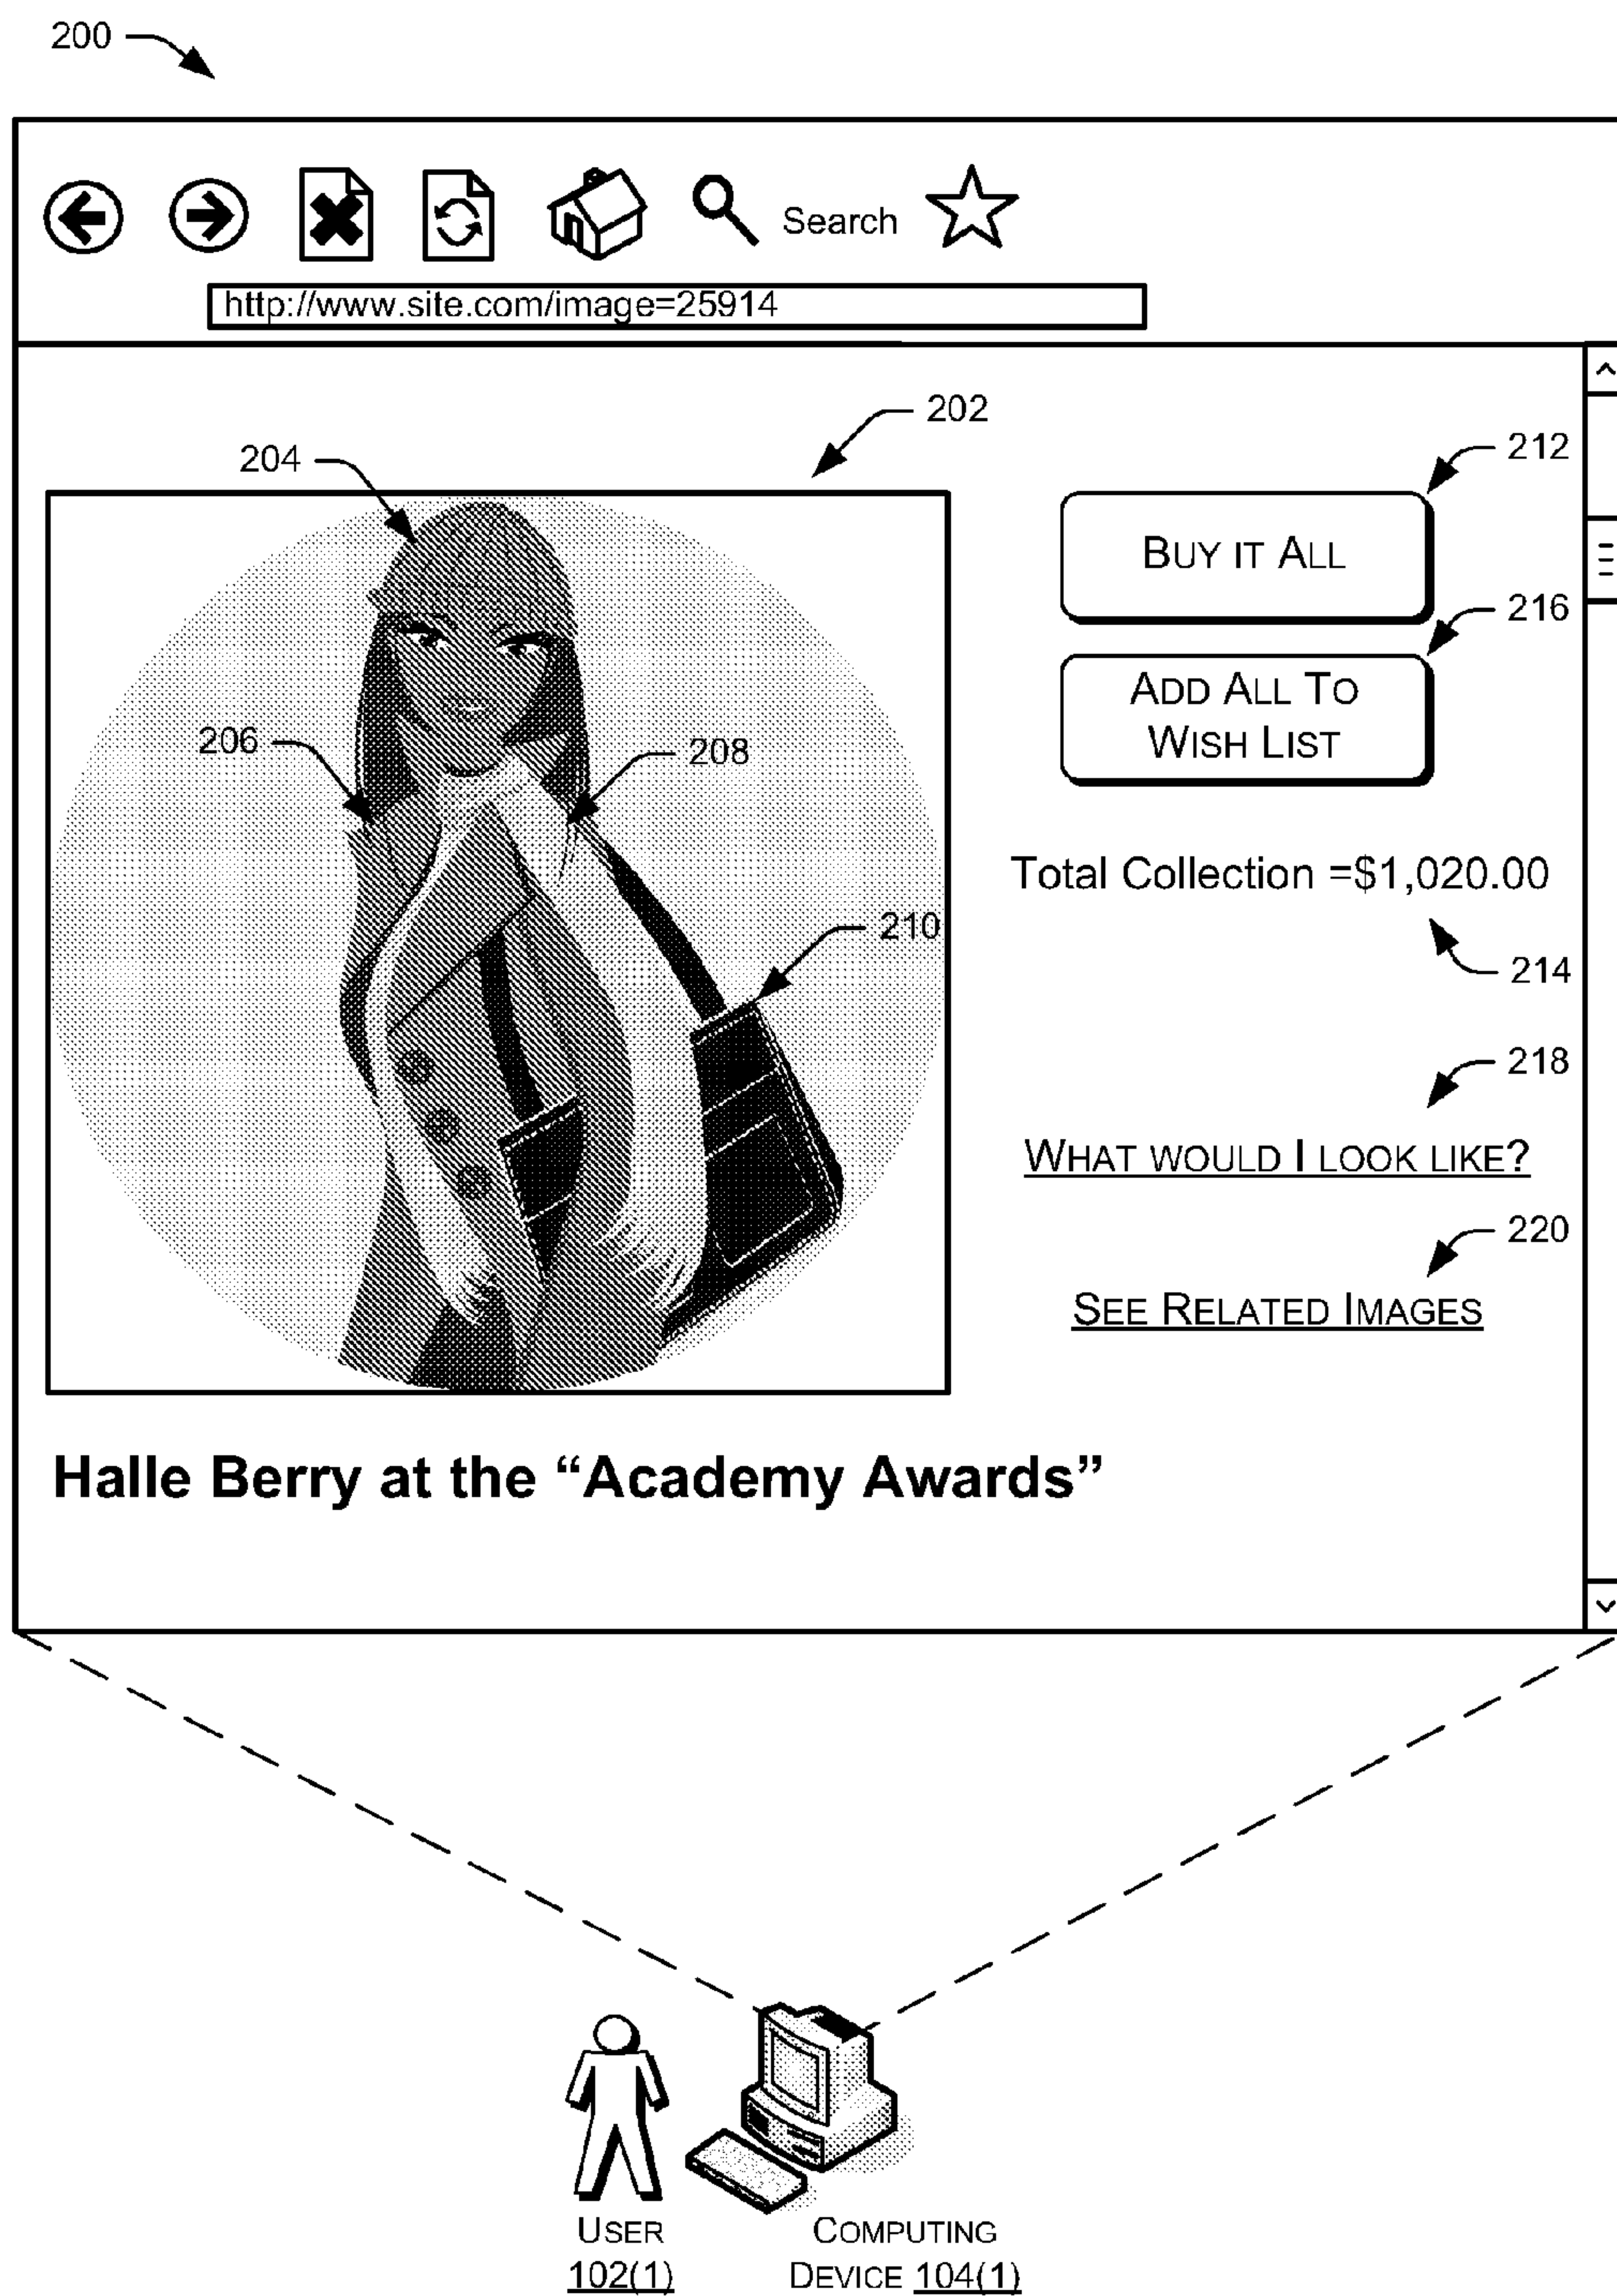 200
Search
http://www.site.com/image=25914
202
204
212
BUY IT ALL
216
ADD ALL TO
WISH LIST
206
208
Total Collection =$1,020.00
210
214
218
WHAT WOULD I LOOK LIKE?
220
SEE RELATED IMAGES
Halle Berry at the “Academy Awards”
USER
102(1)
COMPUTING
DEVICE 104(1)